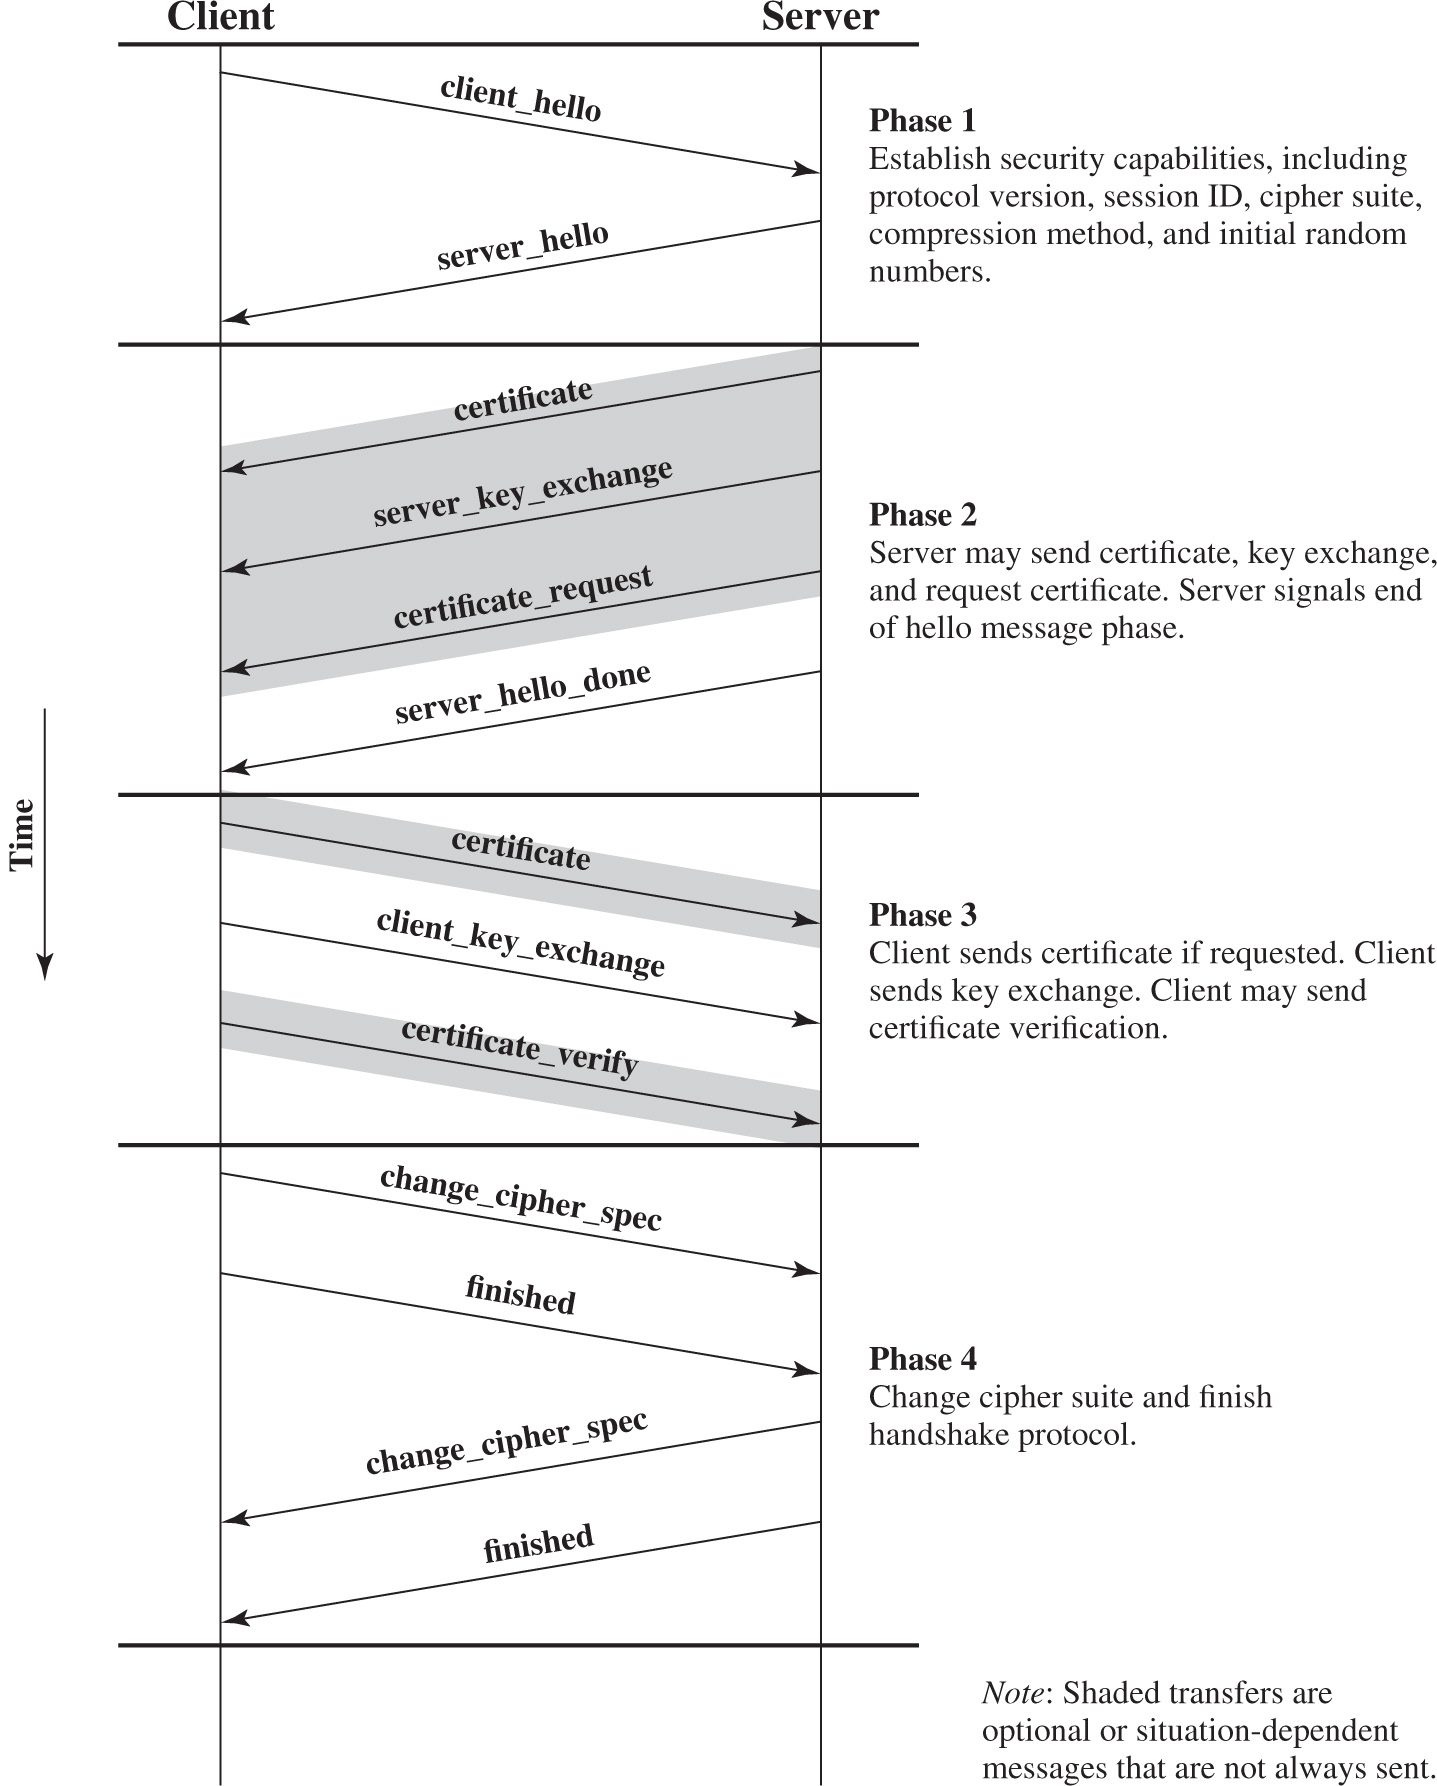 Client
Server
client_hello
server_hello
Phase 1
Establish security capabilities, including
protocol version, session ID, cipher suite,
compression method, and initial random
numbers.
certificate
server_key_exchange
certificate_request
server_hello_done
Phase 2
Server may send certificate, key exchange,
and request certificate. Server signals end
of hello message phase.
Time
certificate
client_key_exchange
certificate_verify
Phase 3
Client sends certificate if requested. Client
sends key exchange. Client may send
certificate verification.
change_cipher_spec
finished
change_cipher_spec
finished
Phase 4
Change cipher suite and finish
handshake protocol.
Note: Shaded transfers are
optional or situation-dependent
messages that are not always sent.